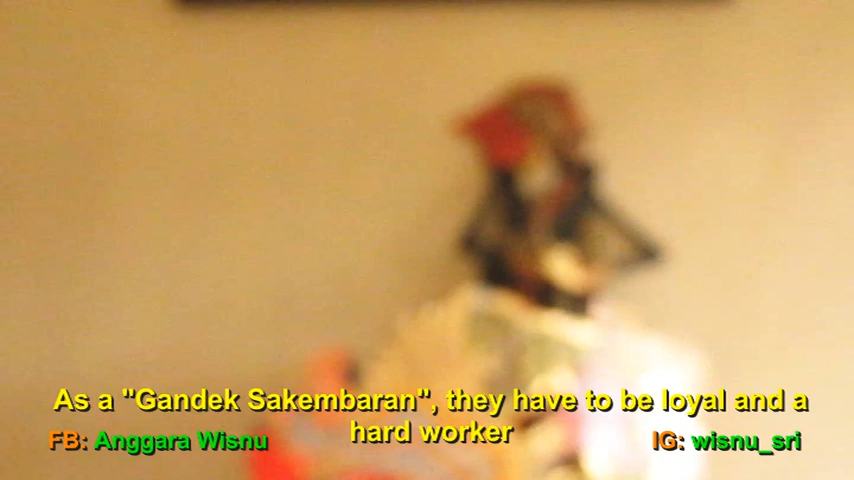 As a "Gandek Sakembaran", they have to be loyal and a
hard worker
FB: Anggara Wisnu
IG: wisnu_sri